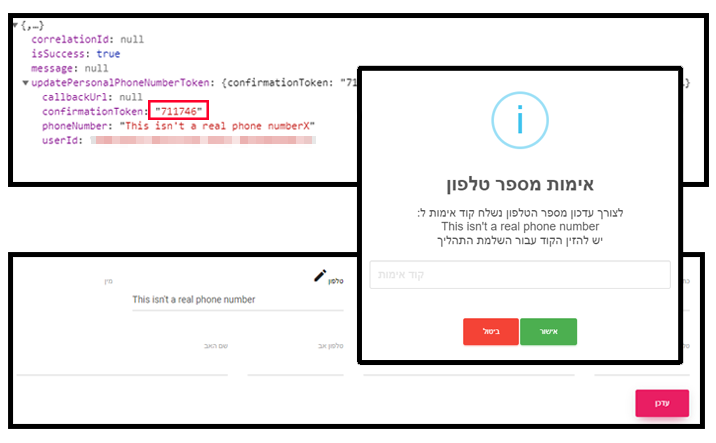 {,…}
correlationId: null
isSuccess: true
message: null
updatePersonalPhoneNumberToken: {confirmationToken: "71
}
callbackUrl: null
confirmationToken: "711746"
phoneNumber: "This isn't a real phone numberX"
userId:
i
אימות מספר טלפון
לצורך עדכון מספר הטלפון נשלח קוד אימות ל:
This isn't a real phone number
יש להזין הקוד עבור השלמת התהליך
קוד אימות
אישור
ביטול
טלפון
מין
This isn't a real phone number
טלפון אב
שם האב
עדכן